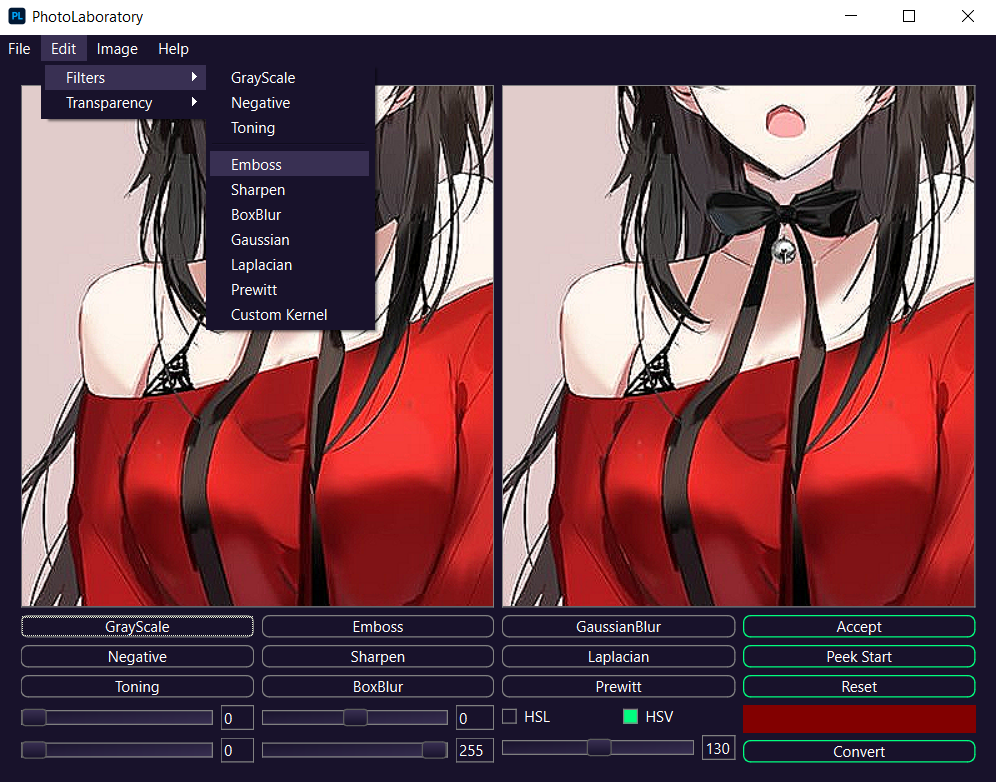 PL PhotoLaboratory
File Edit Image Help
Filters
Transparency
GrayScale
Negative
Toning
Emboss
Sharpen
BoxBlur
Gaussian
Laplacian
Prewitt
Custom Kernel
GrayScale Emboss GaussianBlur Accept
Negative Sharpen Laplacian Peek Start
Toning BoxBlur Prewitt Reset
0 0 HSL HSV
0 255 130 Convert